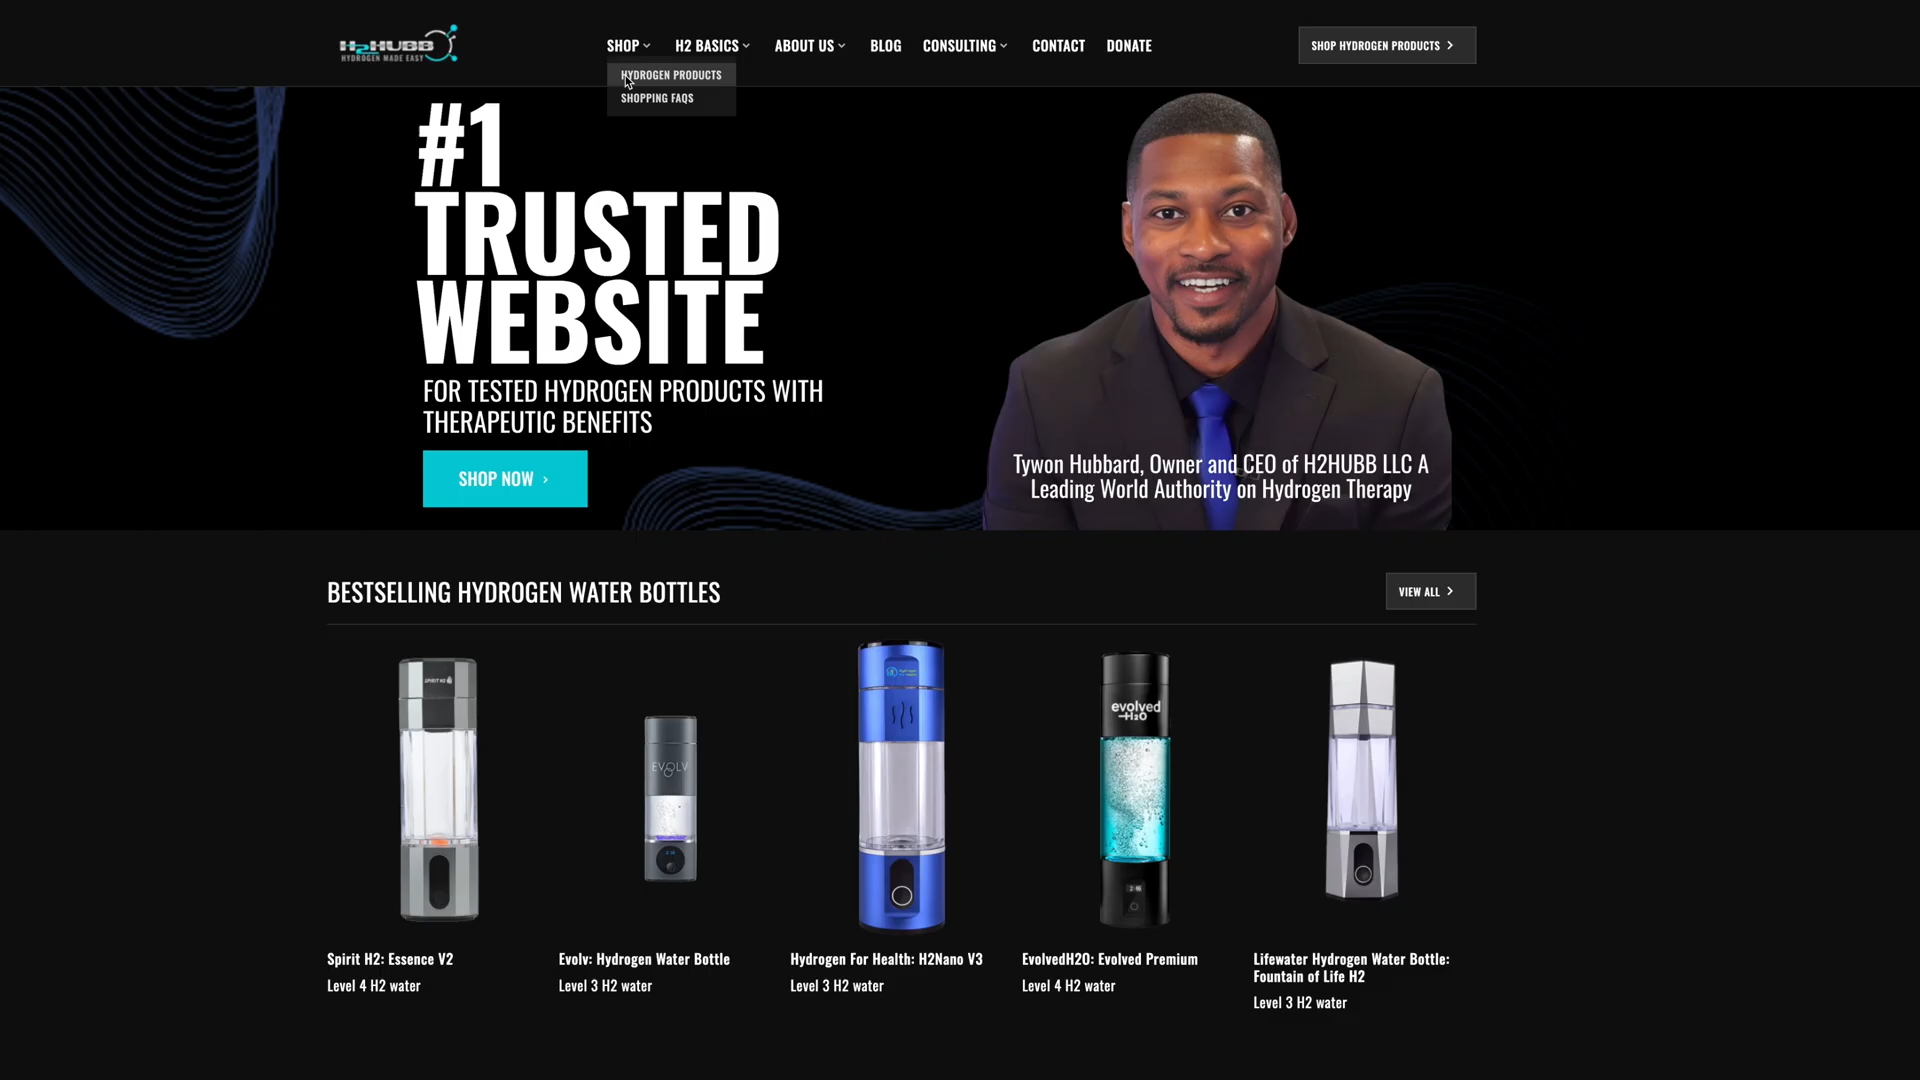 H2HUBB
HYDROGEN MADE EASY
SHOP
H2 BASICS
ABOUT US
BLOG
CONSULTING
CONTACT
DONATE
SHOP HYDROGEN PRODUCTS
HYDROGEN PRODUCTS
SHOPPING FAQS
#1
TRUSTED
WEBSITE
FOR TESTED HYDROGEN PRODUCTS WITH
THERAPEUTIC BENEFITS
SHOP NOW
Tywon Hubbard, Owner and CEO of H2HUBB LLC A
Leading World Authority on Hydrogen Therapy
BESTSELLING HYDROGEN WATER BOTTLES
VIEW ALL
SPIRIT H2
EVOLV
evolved
H2O
Spirit H2: Essence V2
Level 4 H2 water
Evolv: Hydrogen Water Bottle
Level 3 H2 water
Hydrogen For Health: H2Nano V3
Level 3 H2 water
EvolvedH2O: Evolved Premium
Level 4 H2 water
Lifewater Hydrogen Water Bottle:
Fountain of Life H2
Level 3 H2 water